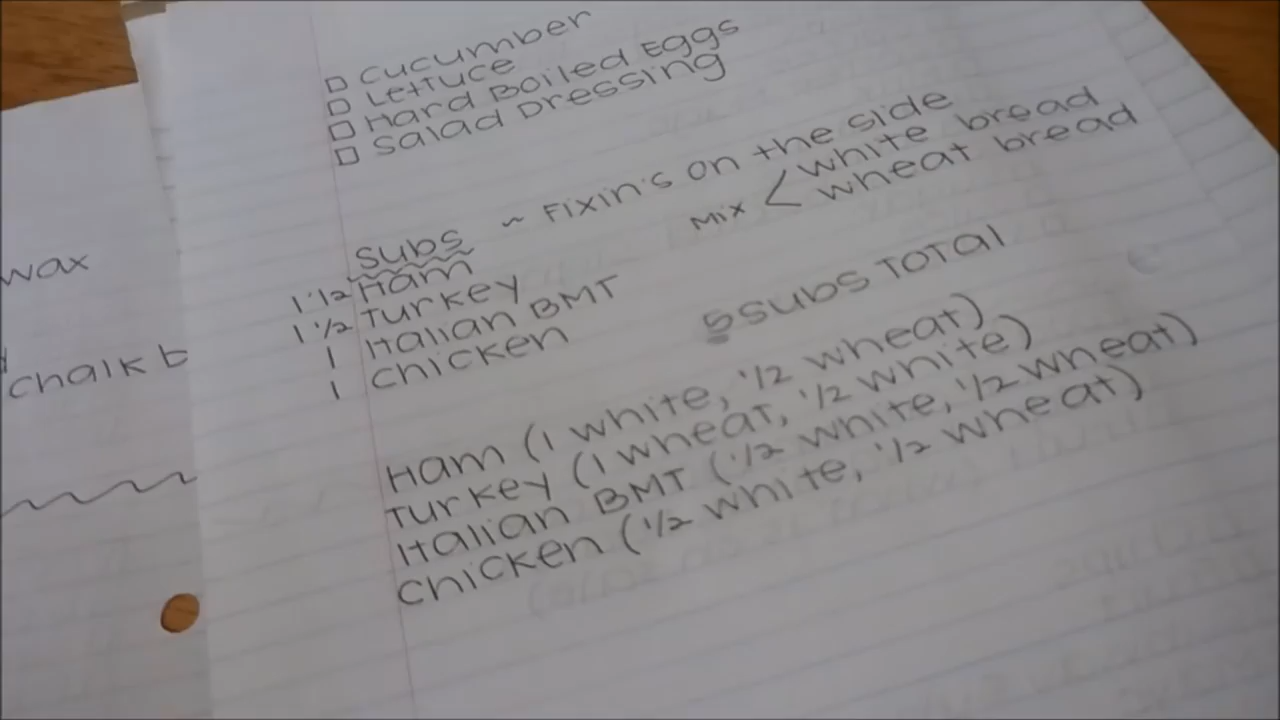 □ Cucumber
□ Lettuce
□ Hard Boiled Eggs
□ Salad Dressing
Subs ~ Fixin's on the side
Mix < white bread
wheat bread
1 1/2 Ham
1 1/2 Turkey
1 Italian BMT
1 Chicken
5 Subs TOTAL
Ham (1 white, 1/2 wheat)
Turkey (1 wheat, 1/2 white)
Italian BMT (1/2 white, 1/2 wheat)
Chicken (1/2 white, 1/2 wheat)
wax
chalk b